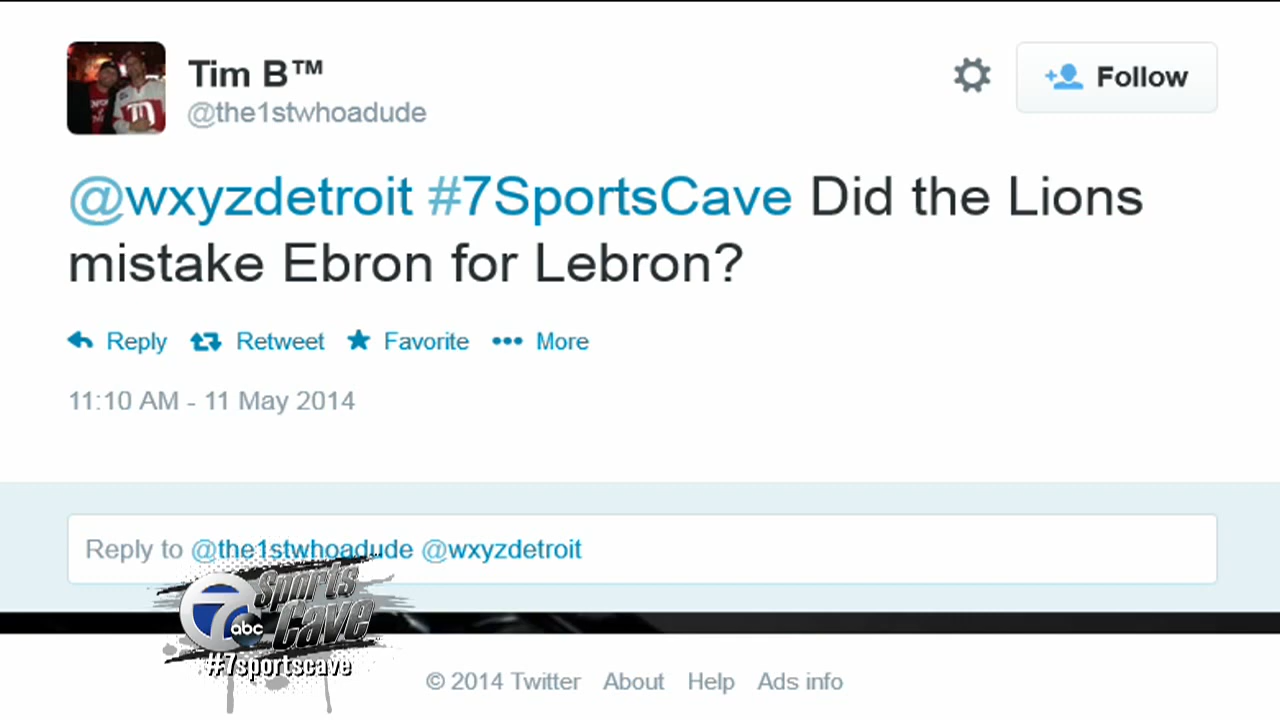 Tim B™
@the1stwhoadude
Follow
@wxyzdetroit #7SportsCave Did the Lions
mistake Ebron for Lebron?
Reply Retweet Favorite ••• More
11:10 AM - 11 May 2014
Reply to @the1stwhoadude @wxyzdetroit
7 abc Sports
Cave
#7sportscave
© 2014 Twitter About Help Ads info